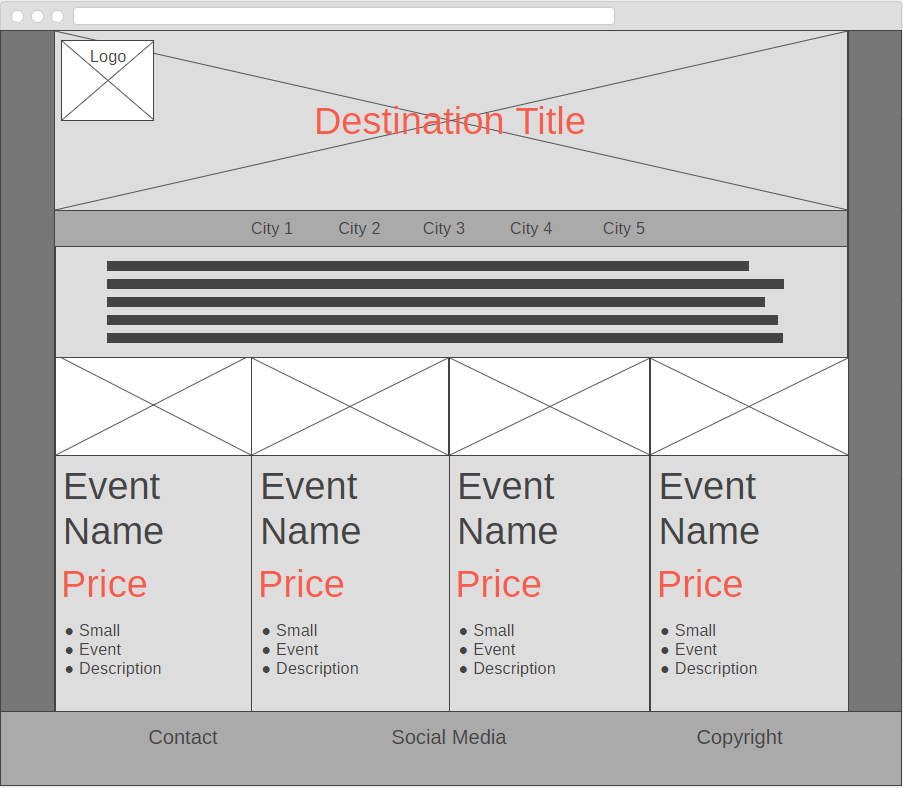 Logo
Destination Title
City 1 City 2 City 3 City 4 City 5
Event
Name
Price
● Small
● Event
● Description
Event
Name
Price
● Small
● Event
● Description
Event
Name
Price
● Small
● Event
● Description
Event
Name
Price
● Small
● Event
● Description
Contact Social Media Copyright